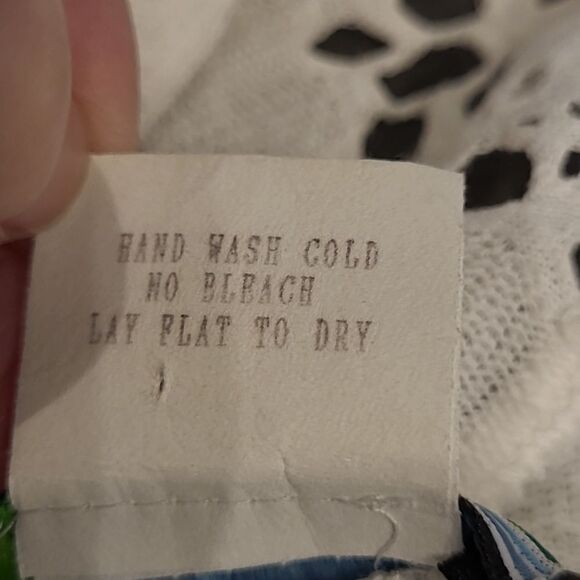 HAND WASH COLD
NO BLEACH
LAY FLAT TO DRY